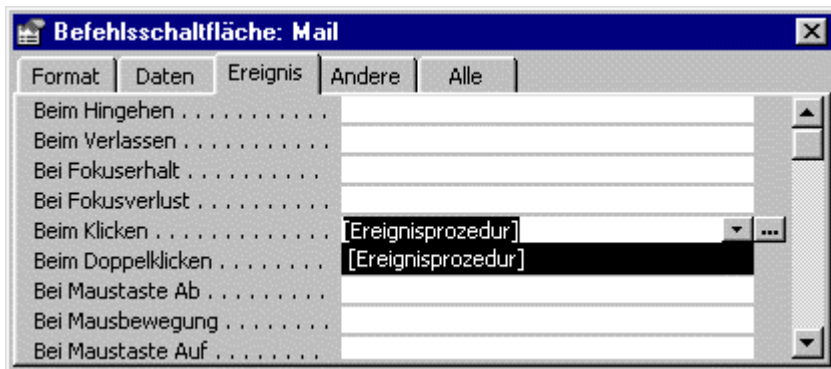 Befehlsschaltfläche: Mail
Format Daten Ereignis Andere Alle
Beim Hingehen . . . . . . . . . . .
Beim Verlassen . . . . . . . . . . .
Bei Fokuserhalt . . . . . . . . . .
Bei Fokusverlust . . . . . . . . . .
Beim Klicken . . . . . . . . . . . . . [Ereignisprozedur] ...
Beim Doppelklicken . . . . . . . [Ereignisprozedur]
Bei Maustaste Ab . . . . . . . . .
Bei Mausbewegung . . . . . . .
Bei Maustaste Auf . . . . . . . .